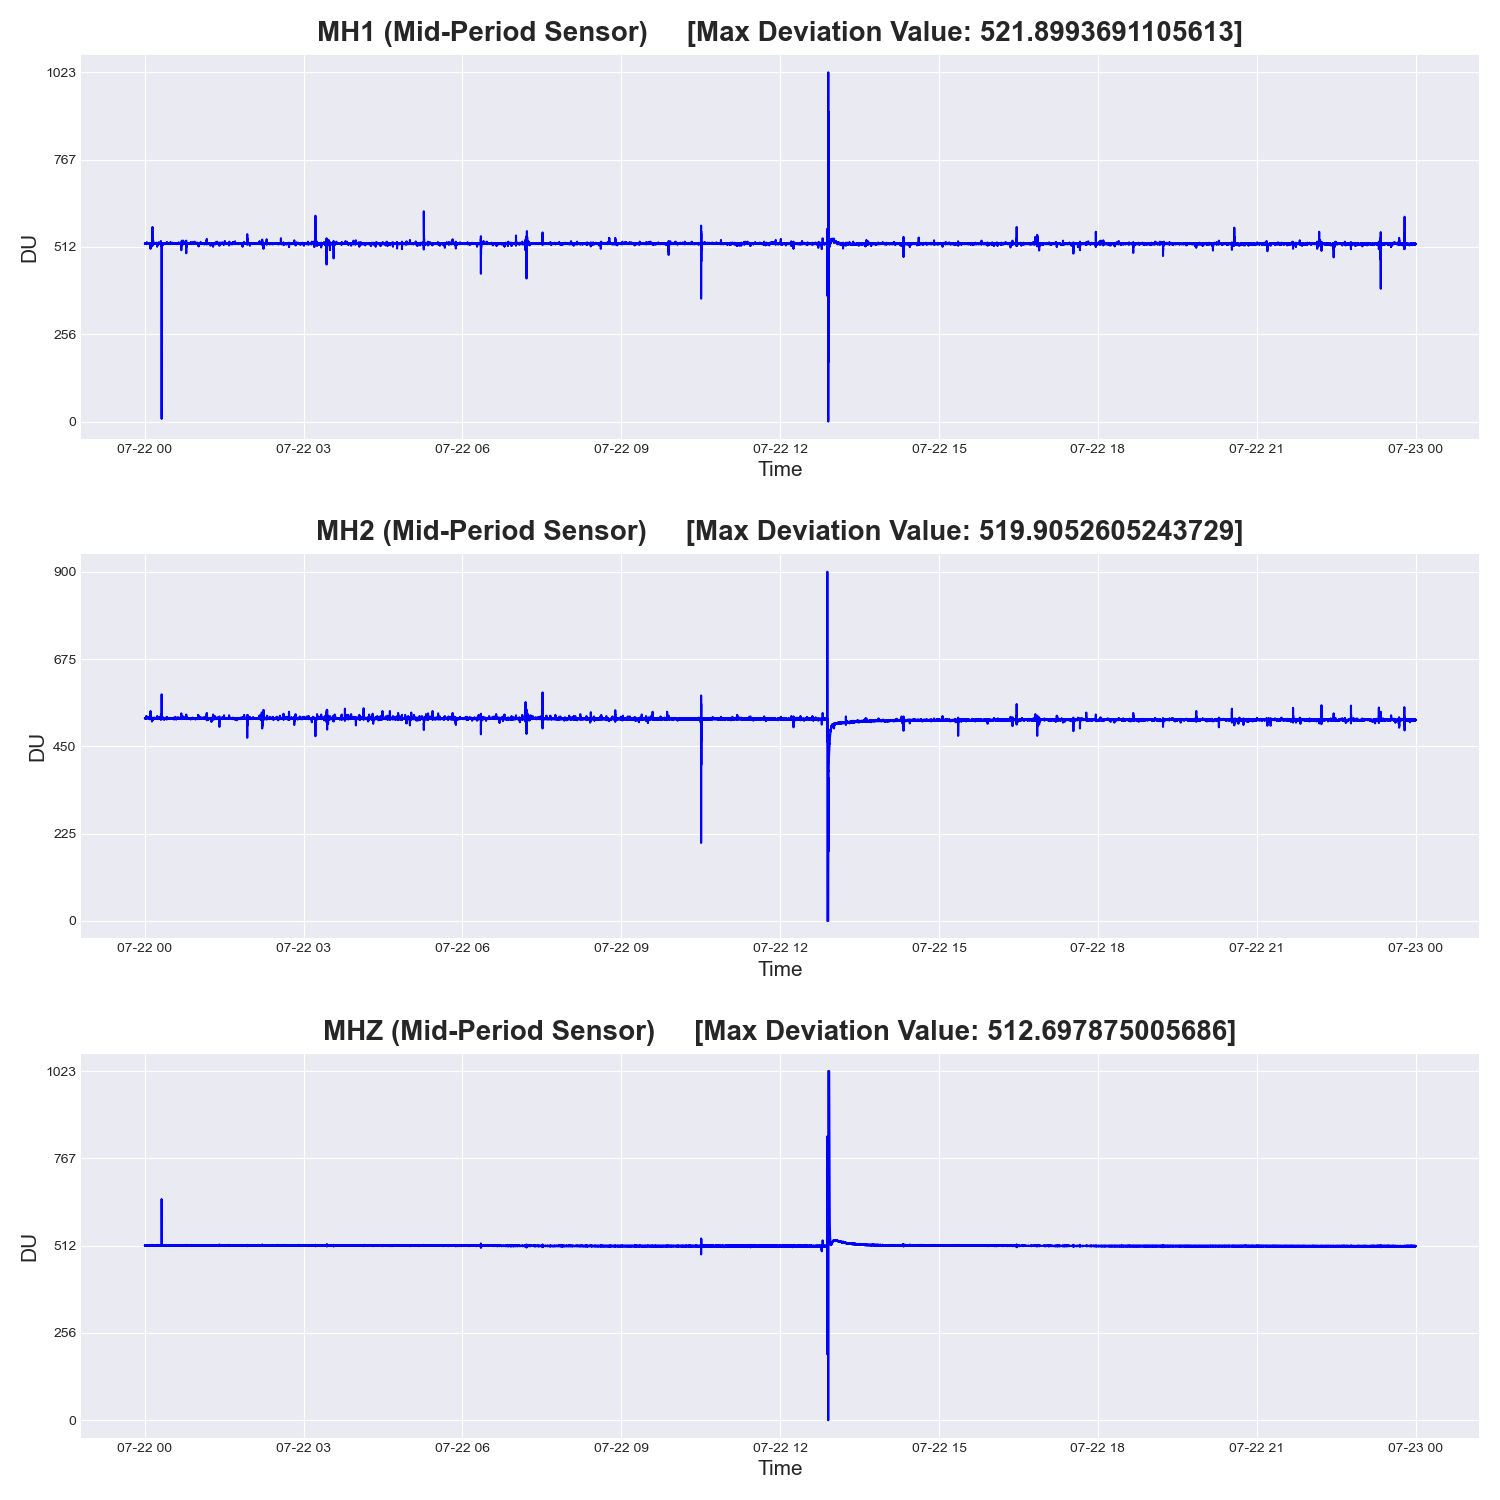 MH1 (Mid-Period Sensor) [Max Deviation Value: 521.8993691105613]
1023
767
512
256
0
DU
07-22 00 07-22 03 07-22 06 07-22 09 07-22 12 07-22 15 07-22 18 07-22 21 07-23 00
Time
MH2 (Mid-Period Sensor) [Max Deviation Value: 519.9052605243729]
900
675
450
225
0
DU
07-22 00 07-22 03 07-22 06 07-22 09 07-22 12 07-22 15 07-22 18 07-22 21 07-23 00
Time
MHZ (Mid-Period Sensor) [Max Deviation Value: 512.697875005686]
1023
767
512
256
0
DU
07-22 00 07-22 03 07-22 06 07-22 09 07-22 12 07-22 15 07-22 18 07-22 21 07-23 00
Time